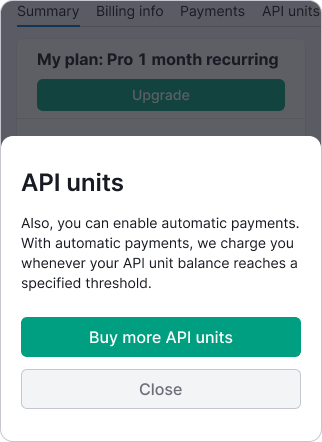 Summary Billing info Payments API units
My plan: Pro 1 month recurring
Upgrade
API units
Also, you can enable automatic payments.
With automatic payments, we charge you
whenever your API unit balance reaches a
specified threshold.
Buy more API units
Close